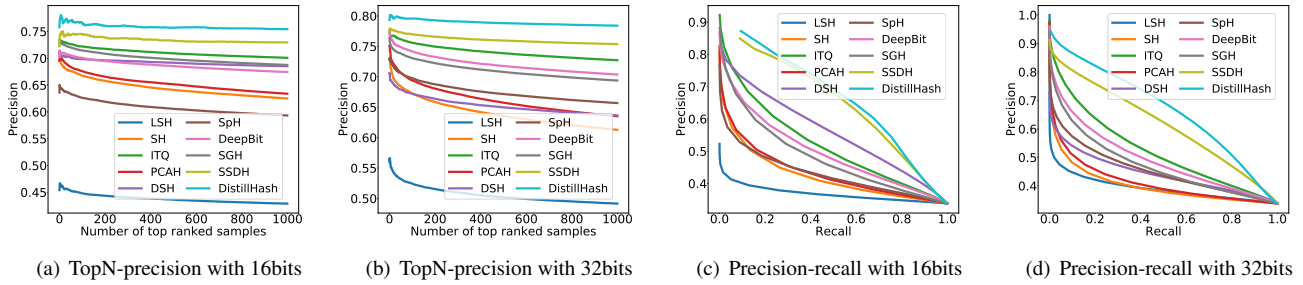 Precision
0.75
0.70
0.65
0.60
0.55
0.50
0.45
LSH
SH
ITQ
PCAH
DSH
SpH
DeepBit
SGH
SSDH
DistillHash
0 200 400 600 800 1000
Number of top ranked samples
(a) TopN-precision with 16bits
Precision
0.80
0.75
0.70
0.65
0.60
0.55
0.50
LSH
SH
ITQ
PCAH
DSH
SpH
DeepBit
SGH
SSDH
DistillHash
0 200 400 600 800 1000
Number of top ranked samples
(b) TopN-precision with 32bits
Precision
0.9
0.8
0.7
0.6
0.5
0.4
LSH
SH
ITQ
PCAH
DSH
SpH
DeepBit
SGH
SSDH
DistillHash
0.0 0.2 0.4 0.6 0.8 1.0
Recall
(c) Precision-recall with 16bits
Precision
1.0
0.9
0.8
0.7
0.6
0.5
0.4
LSH
SH
ITQ
PCAH
DSH
SpH
DeepBit
SGH
SSDH
DistillHash
0.0 0.2 0.4 0.6 0.8 1.0
Recall
(d) Precision-recall with 32bits